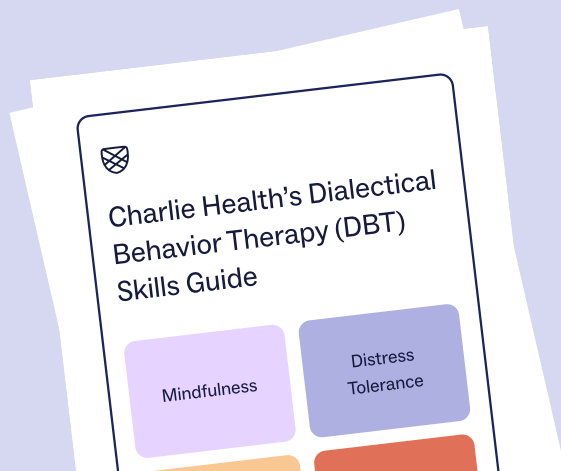 Charlie Health’s Dialectical
Behavior Therapy (DBT)
Skills Guide
Mindfulness
Distress
Tolerance